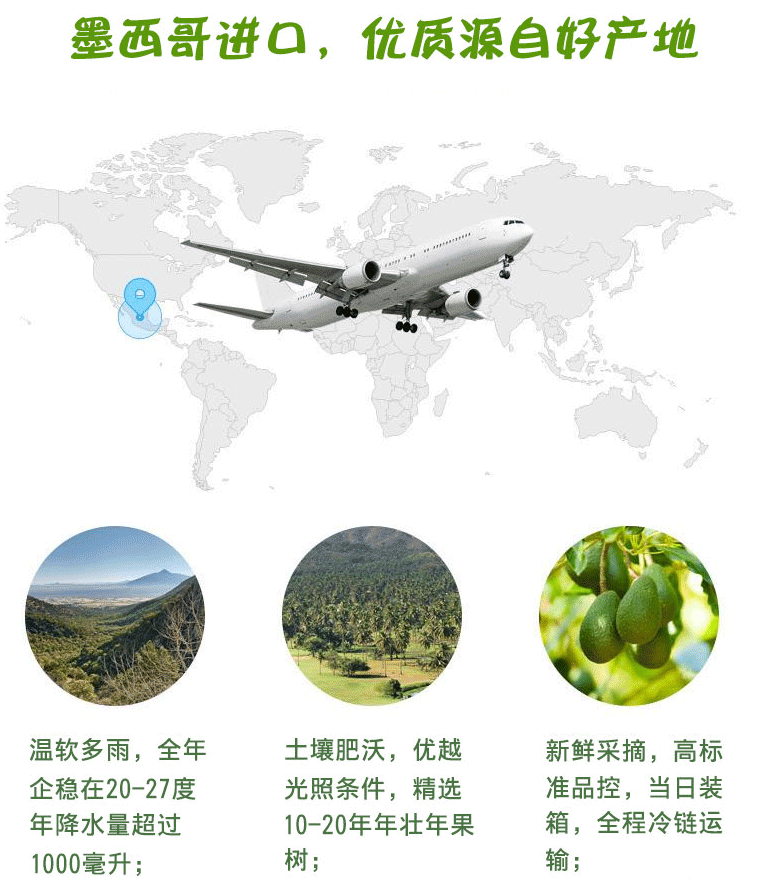 墨西哥进口，优质源自好产地
温软多雨，全年
企稳在20-27度
年降水量超过
1000毫升；
土壤肥沃，优越
光照条件，精选
10-20年年壮年果
树；
新鲜采摘，高标
准品控，当日装
箱，全程冷链运
输；